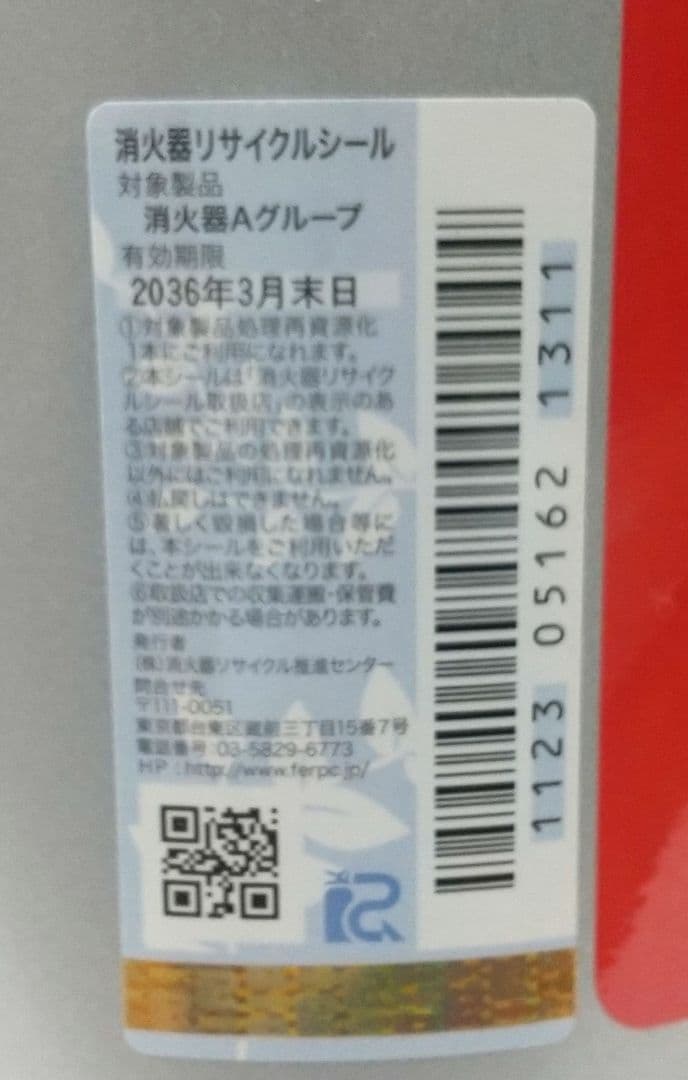 消火器リサイクルシール
対象製品
消火器Aグループ
有効期限
2036年3月末日
①対象製品処理再資源化
1本にご利用になれます。
②本シールは「消火器リサイク
ルシール取扱店」の表示のあ
る店舗でご利用できます。
③対象製品の処理再資源化
以外にはご利用になれません。
④払戻しはできません。
⑤著しく毀損した場合等に
は、本シールをご利用いただ
くことが出来なくなります。
⑥取扱店での収集運搬・保管費
が別途かかる場合があります。
発行者
(株)消火器リサイクル推進センター
問合せ先
〒111-0051
東京都台東区蔵前三丁目15番7号
電話番号:03-5829-6773
HP:http://www.ferpc.jp/
1123 05162 1311